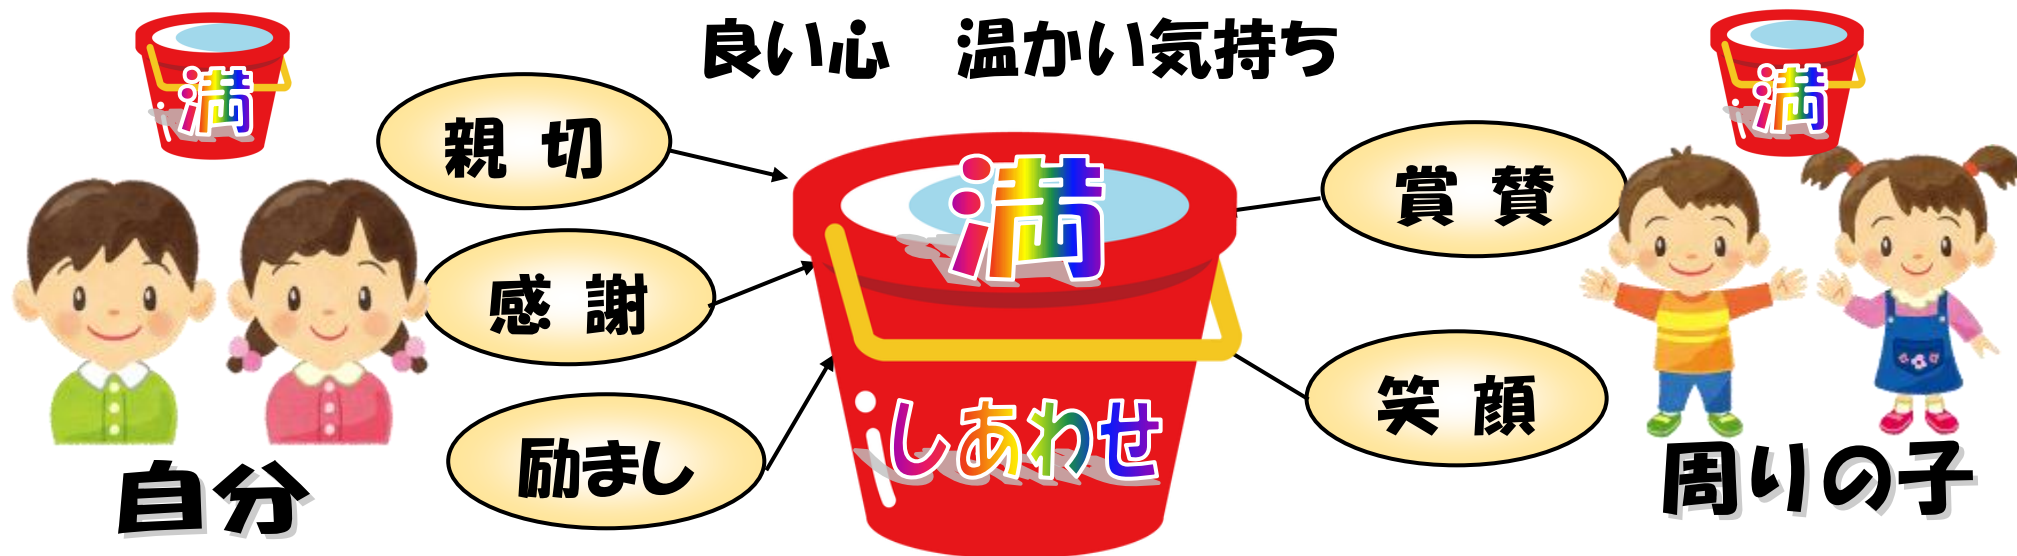 良い心　温かい気持ち
満
満
親 切
満
賞 賛
感 謝
笑 顔
しあわせ
励まし
自分
周りの子